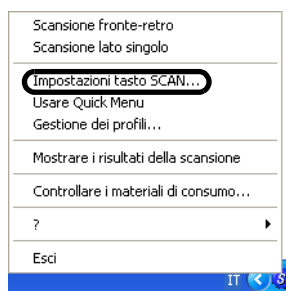 Scansione fronte-retro
Scansione lato singolo
Impostazioni tasto SCAN...
Usare Quick Menu
Gestione dei profili...
Mostrare i risultati della scansione
Controllare i materiali di consumo...
?
Esci
IT
S